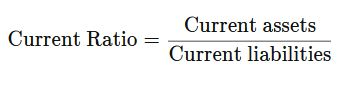 Current Ratio = Current assets / Current liabilities